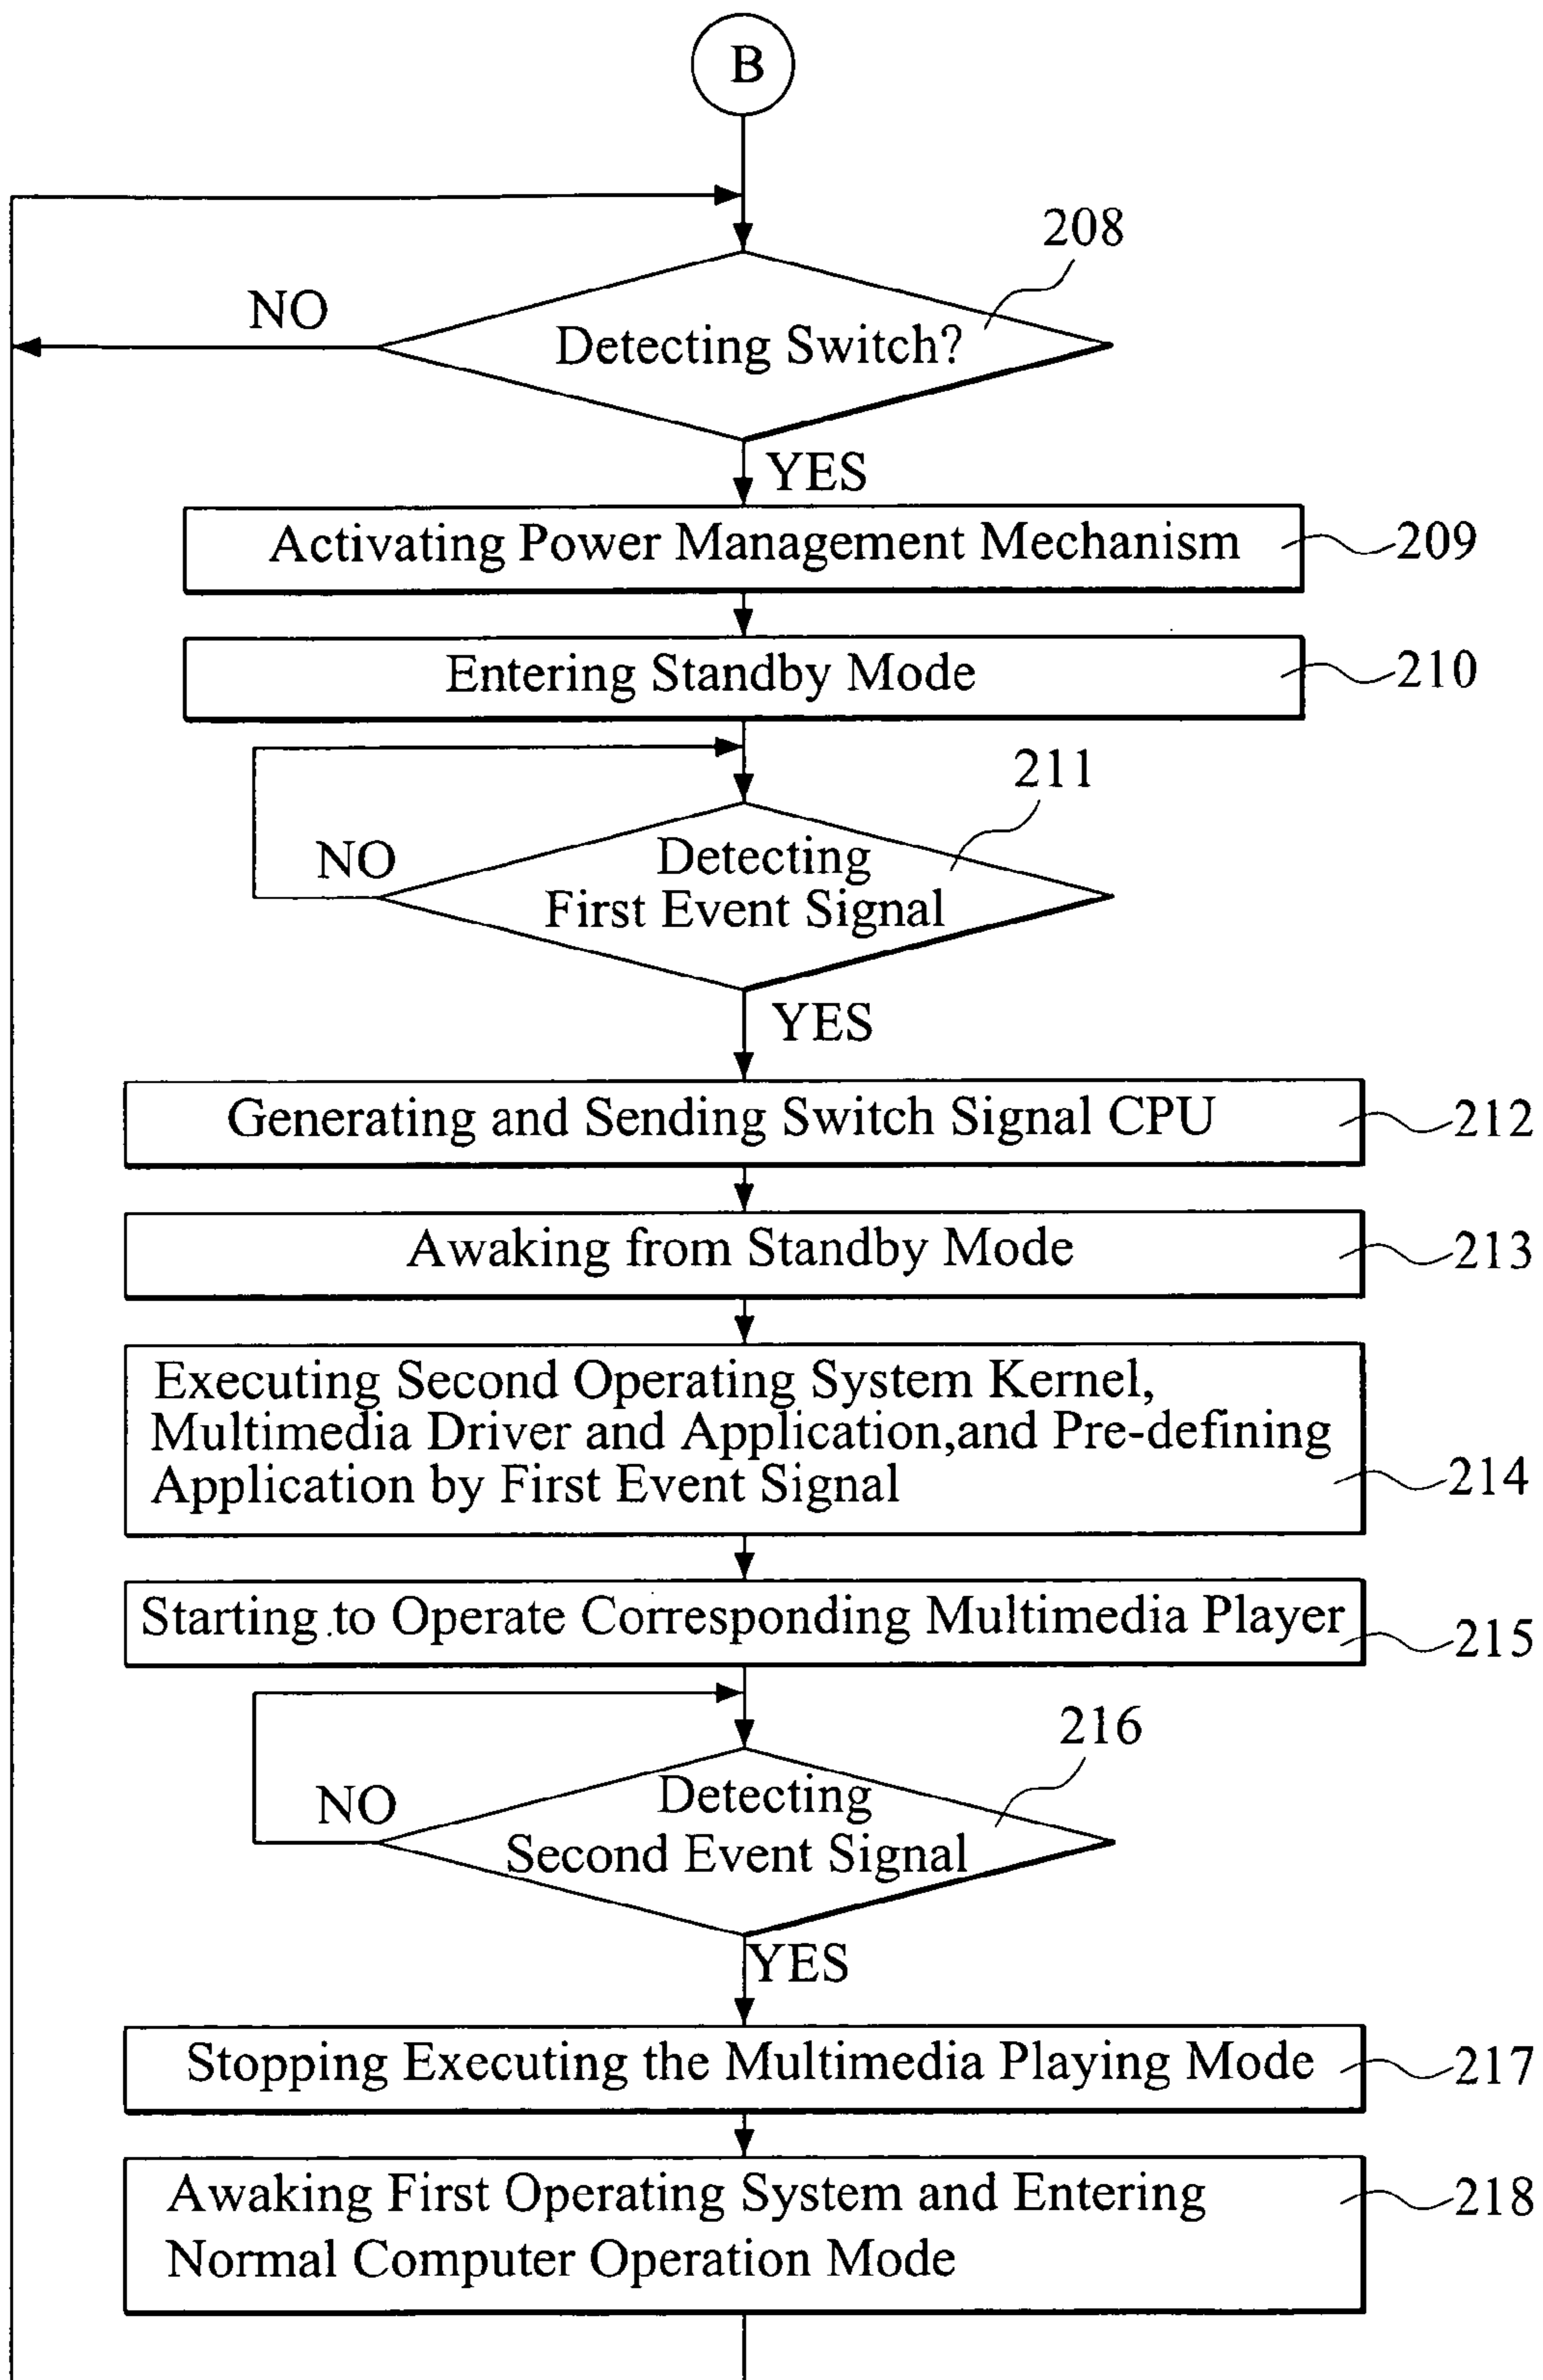 B
208
NO
Detecting Switch?
YES
Activating Power Management Mechanism
209
Entering Standby Mode
210
211
NO
Detecting
First Event Signal
YES
Generating and Sending Switch Signal CPU
212
Awaking from Standby Mode
213
Executing Second Operating System Kernel,
Multimedia Driver and Application,and Pre-defining
Application by First Event Signal
214
Starting to Operate Corresponding Multimedia Player
215
216
NO
Detecting
Second Event Signal
YES
Stopping Executing the Multimedia Playing Mode
217
Awaking First Operating System and Entering
Normal Computer Operation Mode
218